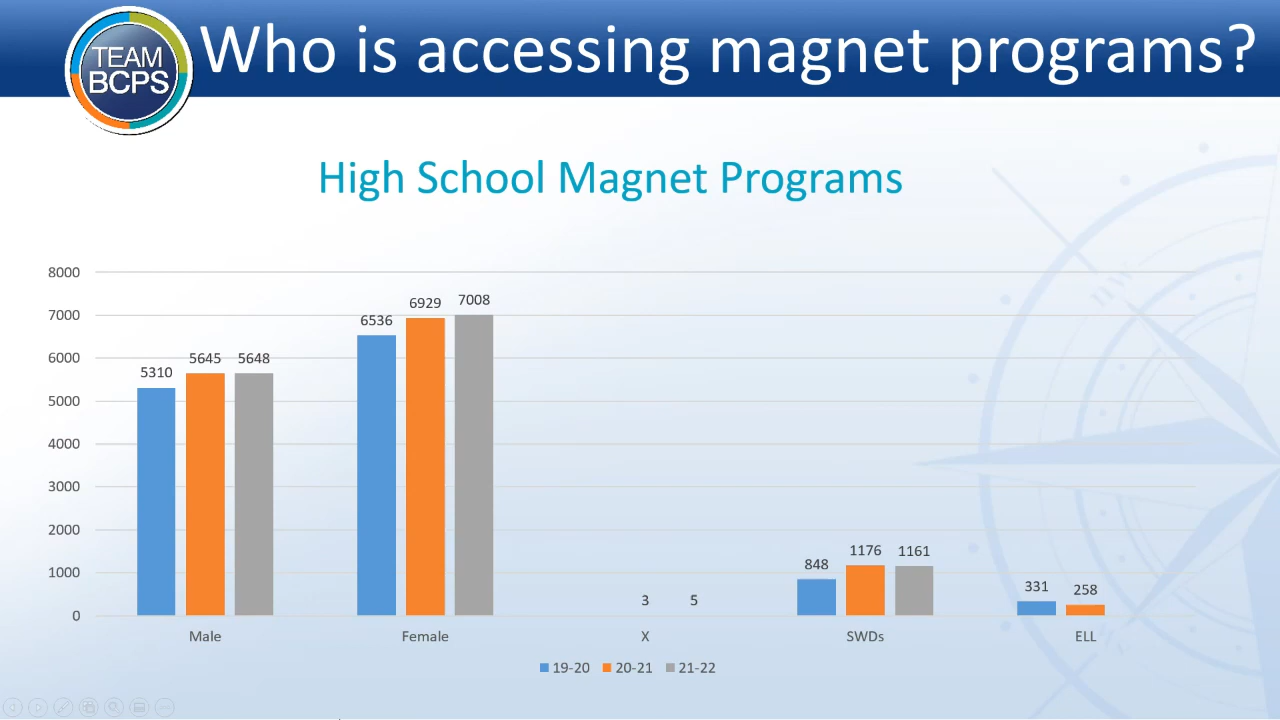 TEAM
BCPS
Who is accessing magnet programs?
High School Magnet Programs
8000
7000
6000
5000
4000
3000
2000
1000
0
5310
5645
5648
6536
6929
7008
3
5
848
1176
1161
331
258
Male
Female
X
SWDs
ELL
19-20
20-21
21-22
NW